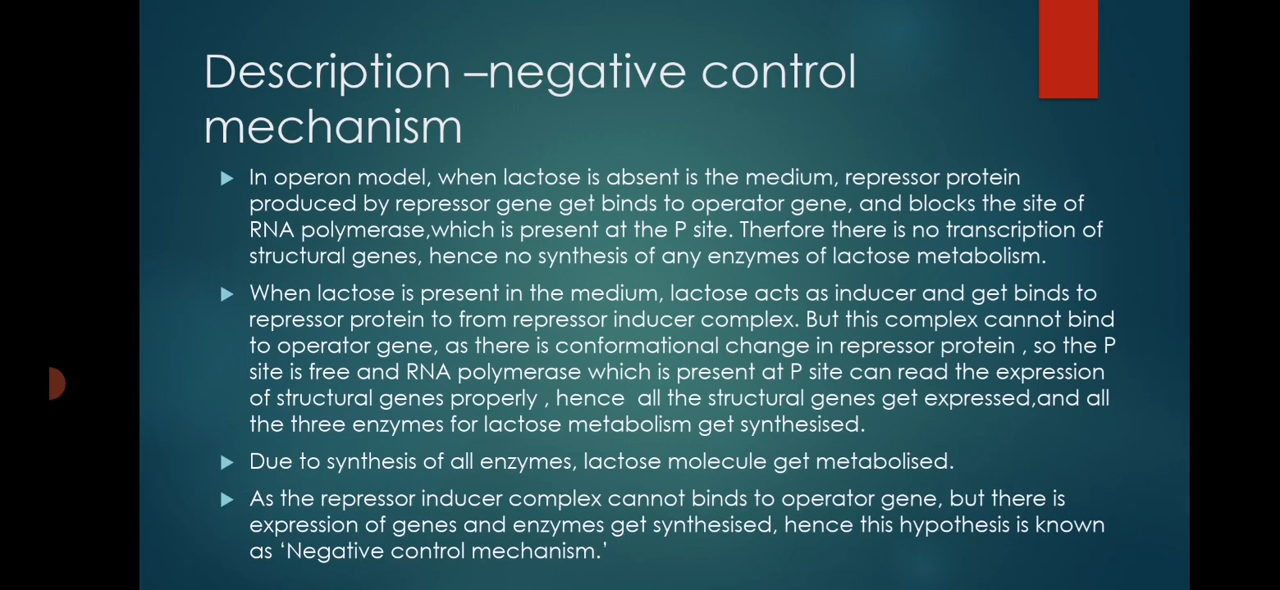 Description –negative control
mechanism
In operon model, when lactose is absent is the medium, repressor protein
produced by repressor gene get binds to operator gene, and blocks the site of
RNA polymerase,which is present at the P site. Therfore there is no transcription of
structural genes, hence no synthesis of any enzymes of lactose metabolism.
When lactose is present in the medium, lactose acts as inducer and get binds to
repressor protein to from repressor inducer complex. But this complex cannot bind
to operator gene, as there is conformational change in repressor protein , so the P
site is free and RNA polymerase which is present at P site can read the expression
of structural genes properly , hence  all the structural genes get expressed,and all
the three enzymes for lactose metabolism get synthesised.
Due to synthesis of all enzymes, lactose molecule get metabolised.
As the repressor inducer complex cannot binds to operator gene, but there is
expression of genes and enzymes get synthesised, hence this hypothesis is known
as ‘Negative control mechanism.’